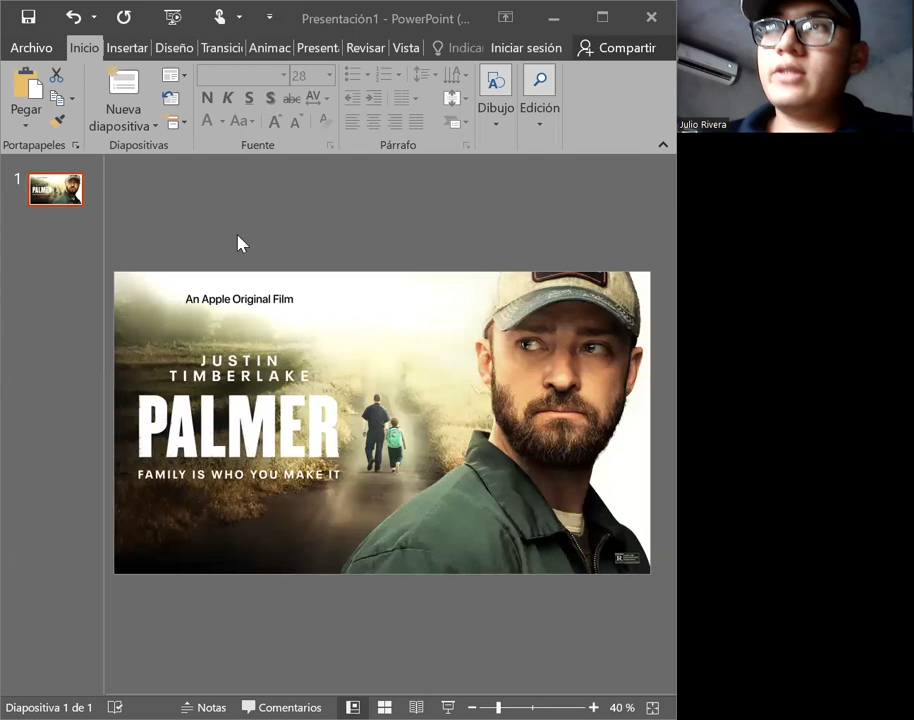 Presentación1 - PowerPoint (...
Archivo
Inicio
Insertar
Diseño
Transici
Animac
Present
Revisar
Vista
Indica
Iniciar sesión
Compartir
Pegar
Nueva
diapositiva
28
N K S S abc AV
A Aa A A A
Dibujo
Edición
Portapapeles
Diapositivas
Fuente
Párrafo
Julio Rivera
1
An Apple Original Film
JUSTIN
TIMBERLAKE
PALMER
FAMILY IS WHO YOU MAKE IT
R
Diapositiva 1 de 1
Notas
Comentarios
40 %